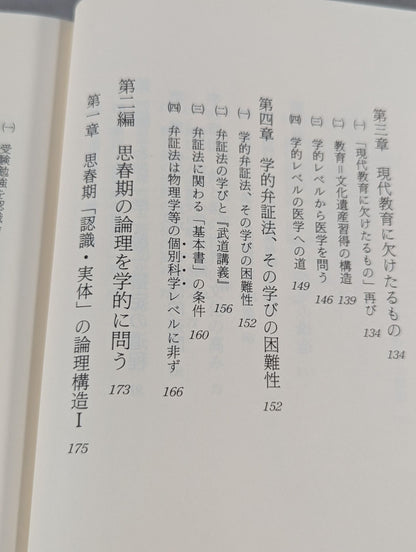 第三章　現代教育に欠けたるもの　134
㈠　「現代教育に欠けたるもの」再び　134
㈡　教育＝文化遺産習得の構造　139
㈢　学的レベルから医学を問う　146
㈣　学的レベルの医学への道　149
第四章　学的弁証法、その学びの困難性　152
㈠　学的弁証法、その学びの困難性　152
㈡　弁証法の学びと『武道講義』　156
㈢　弁証法に関わる「基本書」の条件　160
㈣　弁証法は物理学等の個別科学レベルに非ず　166
第二編　思春期の論理を学的に問う　173
第一章　思春期「認識・実体」の論理構造Ⅰ　175
㈠　受験勉強